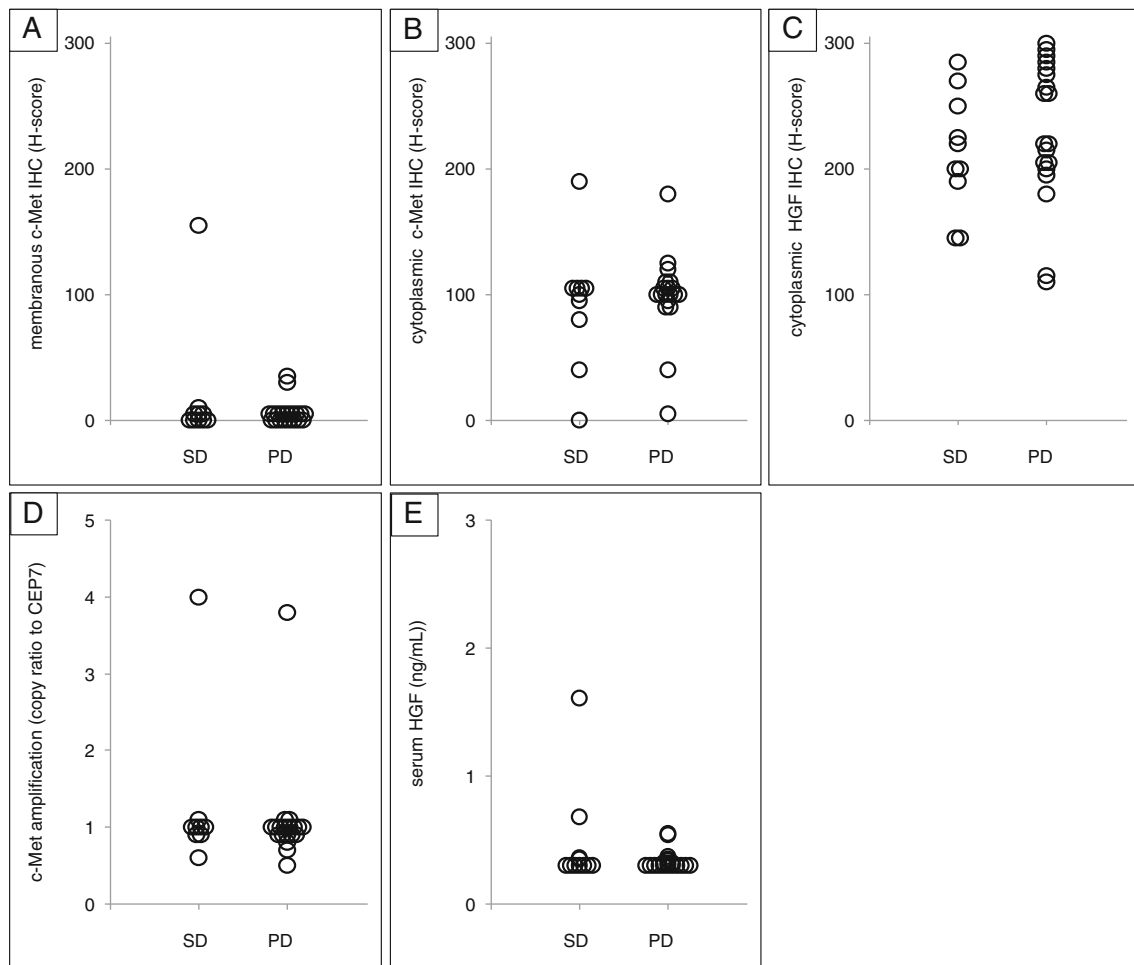 A
membranous c-Met IHC (H-score)
300
200
100
0
SD PD
B
cytoplasmic c-Met IHC (H-score)
300
200
100
0
SD PD
C
cytoplasmic HGF IHC (H-score)
300
200
100
0
SD PD
D
c-Met amplification (copy ratio to CEP7)
5
4
3
2
1
0
SD PD
E
serum HGF (ng/mL))
3
2
1
0
SD PD